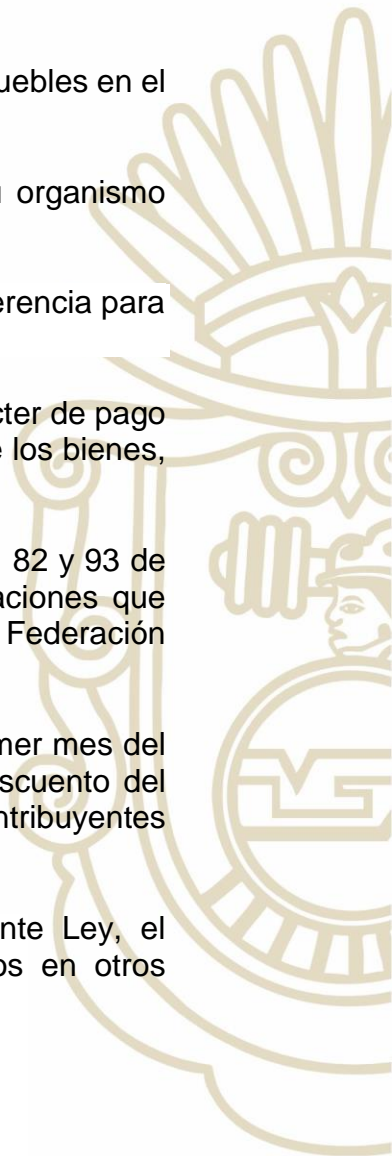 uebles en el
organismo
erencia para
cter de pago
los bienes,
82 y 93 de
aciones que
Federación
mer mes del
scuento del
ntribuyentes
nte Ley, el
os en otros